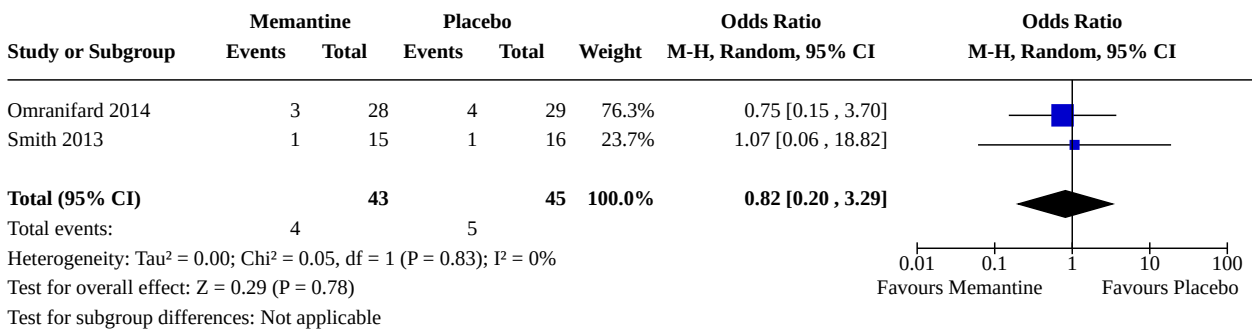 Memantine Placebo Odds Ratio Odds Ratio
Study or Subgroup Events Total Events Total Weight M-H, Random, 95% CI M-H, Random, 95% CI
Omranifard 2014 3 28 4 29 76.3% 0.75 [0.15 , 3.70]
Smith 2013 1 15 1 16 23.7% 1.07 [0.06 , 18.82]
Total (95% CI) 43 45 100.0% 0.82 [0.20 , 3.29]
Total events: 4 5
Heterogeneity: Tau² = 0.00; Chi² = 0.05, df = 1 (P = 0.83); I² = 0%
0.01 0.1 1 10 100
Test for overall effect: Z = 0.29 (P = 0.78) Favours Memantine Favours Placebo
Test for subgroup differences: Not applicable